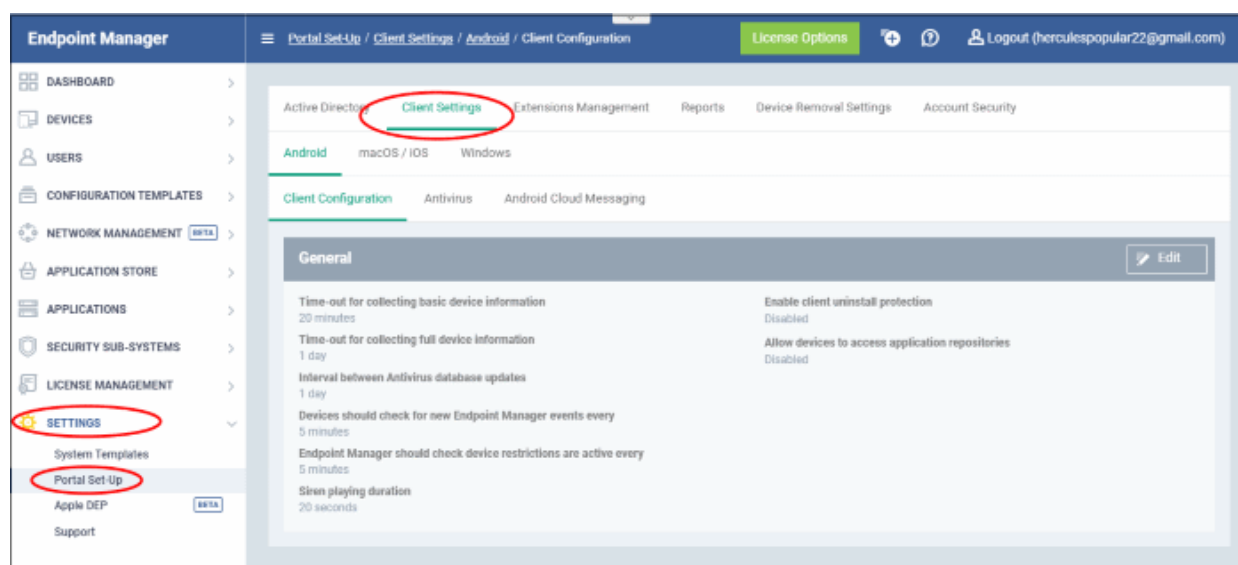 Endpoint Manager
Portal Set-Up / Client Settings / Android / Client Configuration
License Options
Logout (herculespopular22@gmail.com)
DASHBOARD
DEVICES
USERS
CONFIGURATION TEMPLATES
NETWORK MANAGEMENT BETA
APPLICATION STORE
APPLICATIONS
SECURITY SUB-SYSTEMS
LICENSE MANAGEMENT
SETTINGS
System Templates
Portal Set-Up
Apple DEP BETA
Support
Active Directory Client Settings Extensions Management Reports Device Removal Settings Account Security
Android macOS / iOS Windows
Client Configuration Antivirus Android Cloud Messaging
General
Edit
Time-out for collecting basic device information
20 minutes
Time-out for collecting full device information
1 day
Interval between Antivirus database updates
1 day
Devices should check for new Endpoint Manager events every
5 minutes
Endpoint Manager should check device restrictions are active every
5 minutes
Siren playing duration
20 seconds
Enable client uninstall protection
Disabled
Allow devices to access application repositories
Disabled